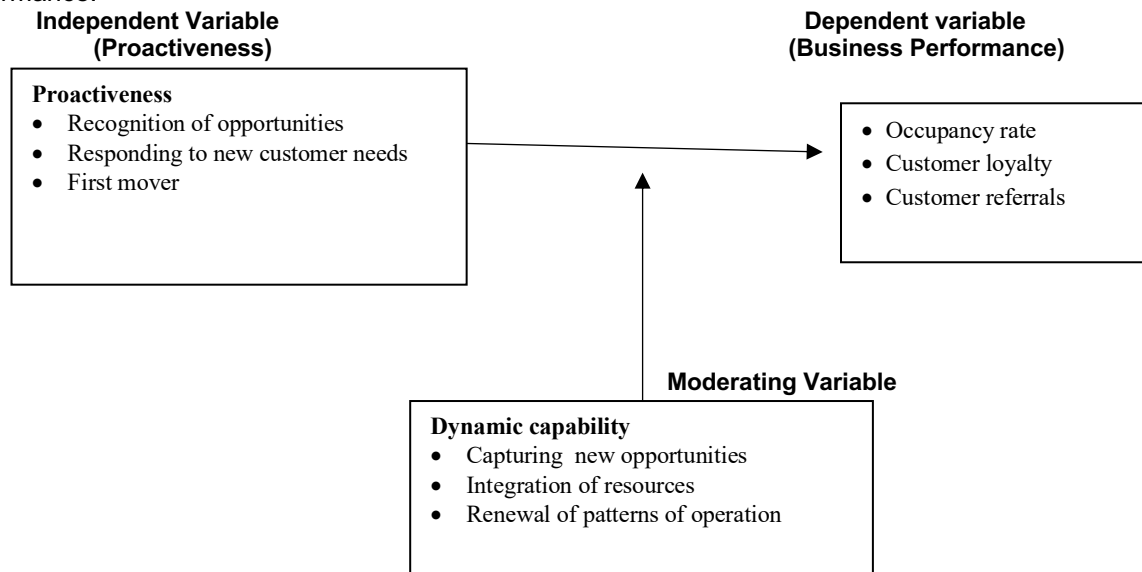 Independent Variable
(Proactiveness)
Dependent variable
(Business Performance)
Proactiveness
• Recognition of opportunities
• Responding to new customer needs
• First mover
• Occupancy rate
• Customer loyalty
• Customer referrals
Moderating Variable
Dynamic capability
• Capturing new opportunities
• Integration of resources
• Renewal of patterns of operation